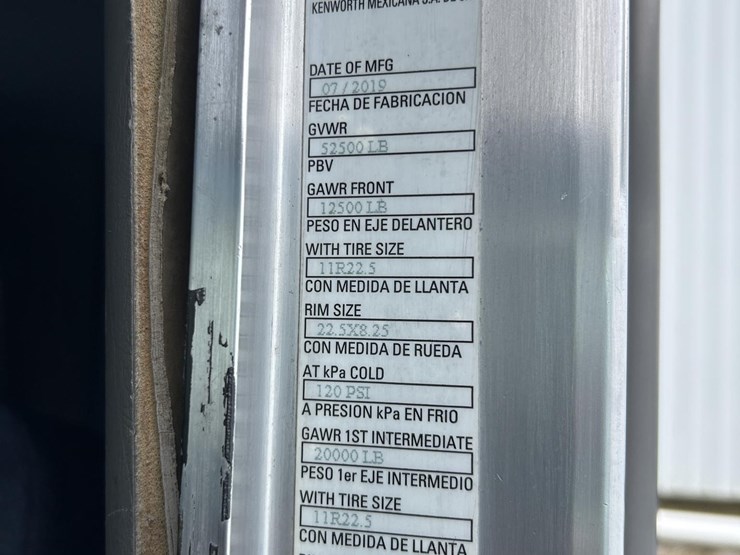 KENWORTH MEXICANA S.A. DE
DATE OF MFG
07/2019
FECHA DE FABRICACION
GVWR
52500 LB
PBV
GAWR FRONT
12500 LB
PESO EN EJE DELANTERO
WITH TIRE SIZE
11R22.5
CON MEDIDA DE LLANTA
RIM SIZE
22.5X8.25
CON MEDIDA DE RUEDA
AT kPa COLD
120 PSI
A PRESION kPa EN FRIO
GAWR 1ST INTERMEDIATE
20000 LB
PESO 1er EJE INTERMEDIO
WITH TIRE SIZE
11R22.5
CON MEDIDA DE LLANTA